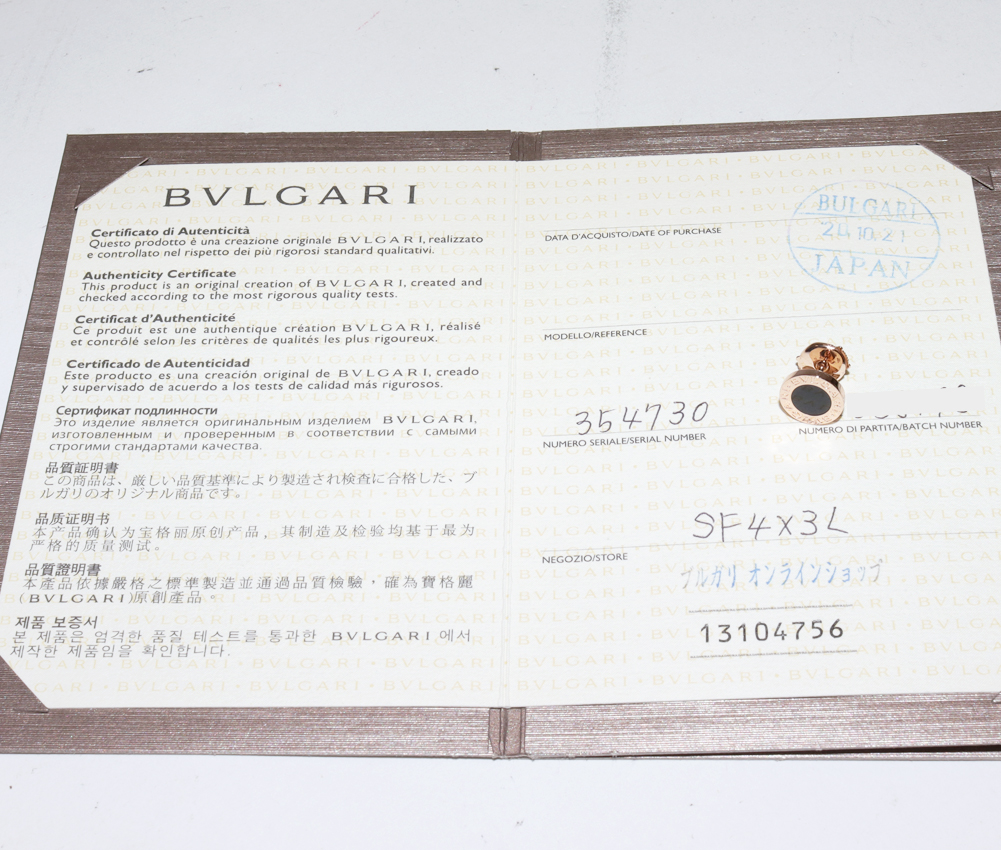 BVLGARI
Certificato di Autenticità
Questo prodotto è una creazione originale BVLGARI, realizzato
e controllato nel rispetto dei più rigorosi standard qualitativi.
Authenticity Certificate
This product is an original creation of BVLGARI, created and
checked according to the most rigorous quality tests.
Certificat d'Authenticité
Ce produit est une authentique création BVLGARI, réalisé
et contrôlé selon les critères de qualités les plus rigoureux.
Certificado de Autenticidad
Este producto es una creación original de BVLGARI, creado
y supervisado de acuerdo a los tests de calidad más rigurosos.
Сертификат подлинности
Это изделие является оригинальным изделием BVLGARI,
изготовленным и проверенным в соответствии с самыми
строгими стандартами качества.
品質証明書
この商品は、厳しい品質基準により製造され検査に合格した、ブ
ルガリのオリジナル商品です。
品质证明书
本产品确认为宝格丽原创产品，其制造及检验均基于最为
严格的质量测试。
品質證明書
本產品依據嚴格之標準製造並通過品質檢驗，確為寶格麗
(BVLGARI)原創產品。
제품 보증서
본 제품은 엄격한 품질 테스트를 통과한 BVLGARI 에서
제작한 제품임을 확인합니다.
DATA D'ACQUISTO/DATE OF PURCHASE
BULGARI
24.10.21
JAPAN
MODELLO/REFERENCE
354730
NUMERO SERIALE/SERIAL NUMBER
NUMERO DI PARTITA/BATCH NUMBER
SF4X3L
NEGOZIO/STORE
ブルガリ オンラインショップ
13104756